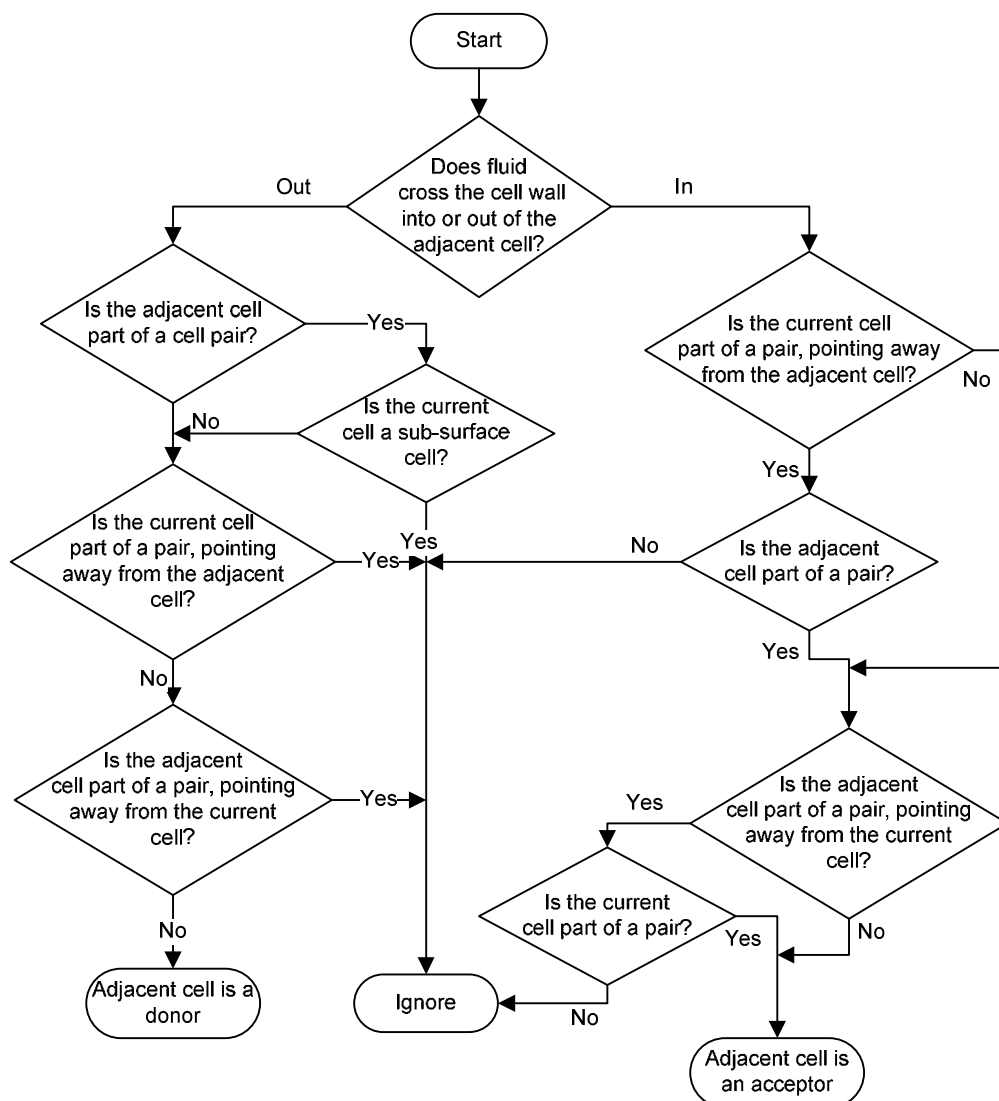 Start
Does fluid
cross the cell wall
into or out of the
adjacent cell?
Out
In
Is the adjacent cell
part of a cell pair?
Yes
Is the current cell
part of a pair, pointing away
from the adjacent cell?
No
Is the current
cell a sub-surface
cell?
No
Yes
Yes
Is the current cell
part of a pair, pointing
away from the adjacent
cell?
Yes
No
Is the adjacent
cell part of a pair?
Yes
No
Is the adjacent
cell part of a pair, pointing
away from the current
cell?
Yes
Is the adjacent
cell part of a pair, pointing
away from the current
cell?
Yes
Is the current
cell part of a pair?
Yes
No
No
Adjacent cell is a
donor
Ignore
No
Adjacent cell is
an acceptor